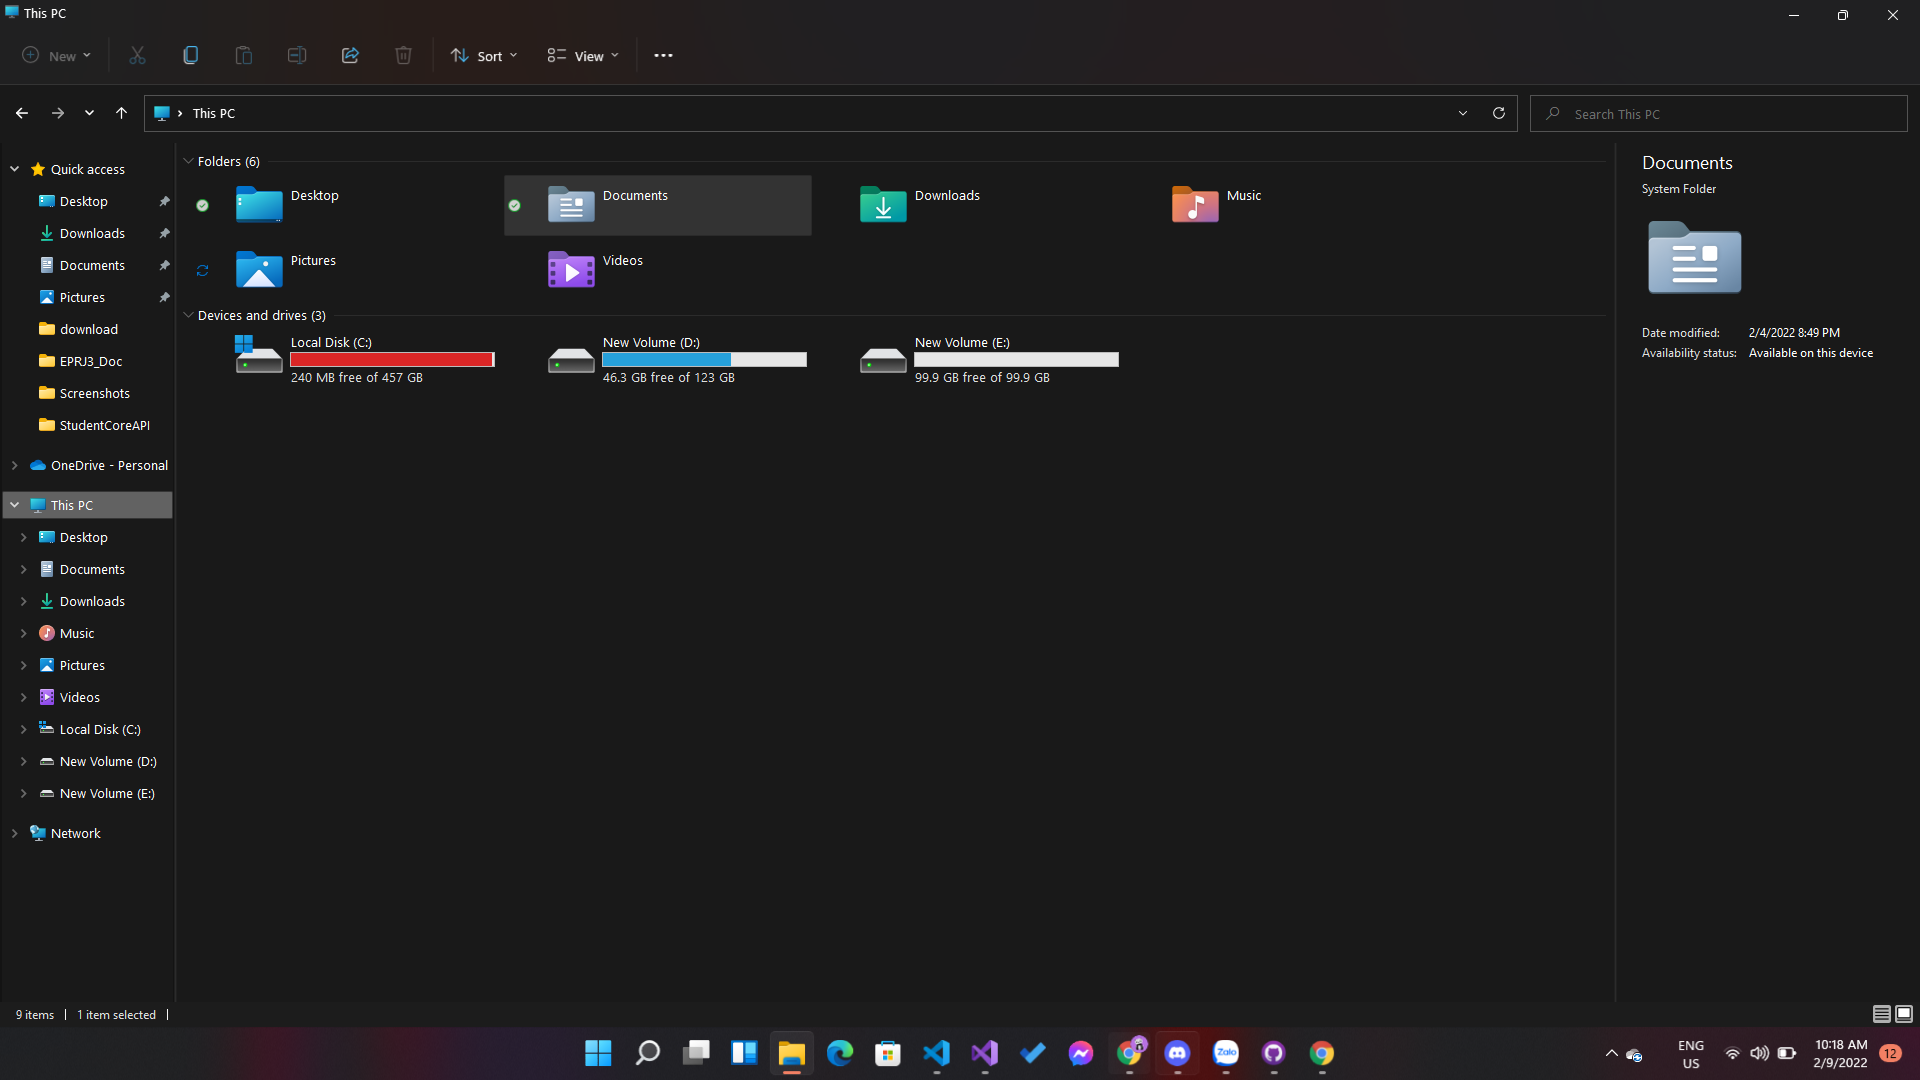 This PC
New
Sort
View
This PC
Search This PC
Quick access
Desktop
Downloads
Documents
Pictures
download
EPRJ3_Doc
Screenshots
StudentCoreAPI
OneDrive - Personal
This PC
Desktop
Documents
Downloads
Music
Pictures
Videos
Local Disk (C:)
New Volume (D:)
New Volume (E:)
Network
Folders (6)
Desktop
Documents
Downloads
Music
Pictures
Videos
Devices and drives (3)
Local Disk (C:)
240 MB free of 457 GB
New Volume (D:)
46.3 GB free of 123 GB
New Volume (E:)
99.9 GB free of 99.9 GB
Documents
System Folder
Date modified: 2/4/2022 8:49 PM
Availability status: Available on this device
9 items
1 item selected
Zalo
ENG
US
10:18 AM
2/9/2022
12